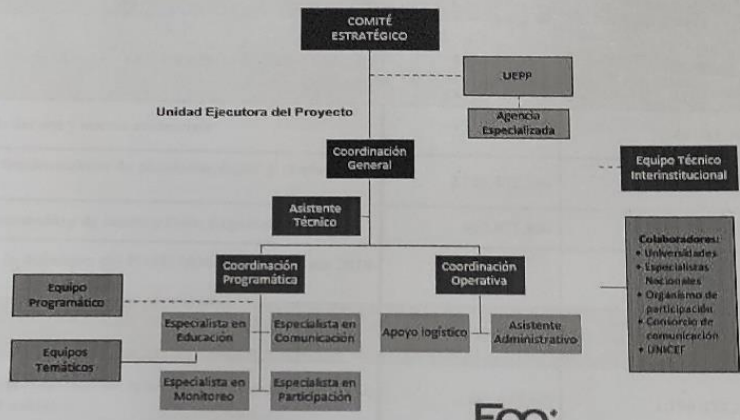 COMITÉ
ESTRATÉGICO
UEPP
Unidad Ejecutora del Proyecto
Agencia
Especializada
Coordinación
General
Equipo Técnico
Interinstitucional
Asistente
Técnico
Coordinación
Programática
Coordinación
Operativa
Colaboradores:
• Universidades
• Especialistas
Nacionales
• Organismo de
participación
• Consorcio de
comunicación
• UNICEF
Equipo
Programático
Especialista en
Educación
Especialista en
Comunicación
Apoyo logístico
Asistente
Administrativo
Equipos
Temáticos
Especialista en
Monitoreo
Especialista en
Participación